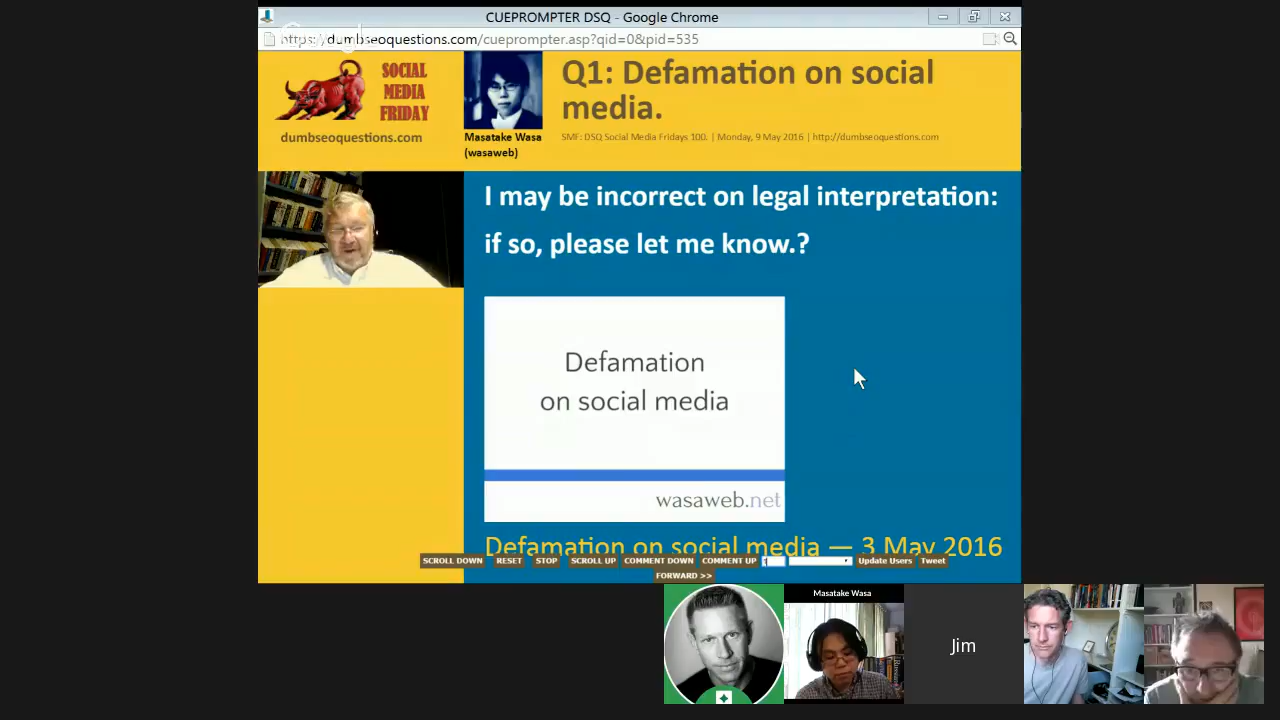 CUEPROMPTER DSQ - Google Chrome
https://dumbseoquestions.com/cueprompter.asp?qid=0&pid=535
SOCIAL
MEDIA
FRIDAY
dumbseoquestions.com
Masatake Wasa
(wasaweb)
Q1: Defamation on social
media.
SMF: DSQ Social Media Fridays 100. | Monday, 9 May 2016 | http://dumbseoquestions.com
I may be incorrect on legal interpretation:
if so, please let me know.?
Defamation
on social media
wasaweb.net
Defamation on social media — 3 May 2016
SCROLL DOWN RESET STOP SCROLL UP COMMENT DOWN COMMENT UP Update Users Tweet
FORWARD >>
Masatake Wasa
Jim